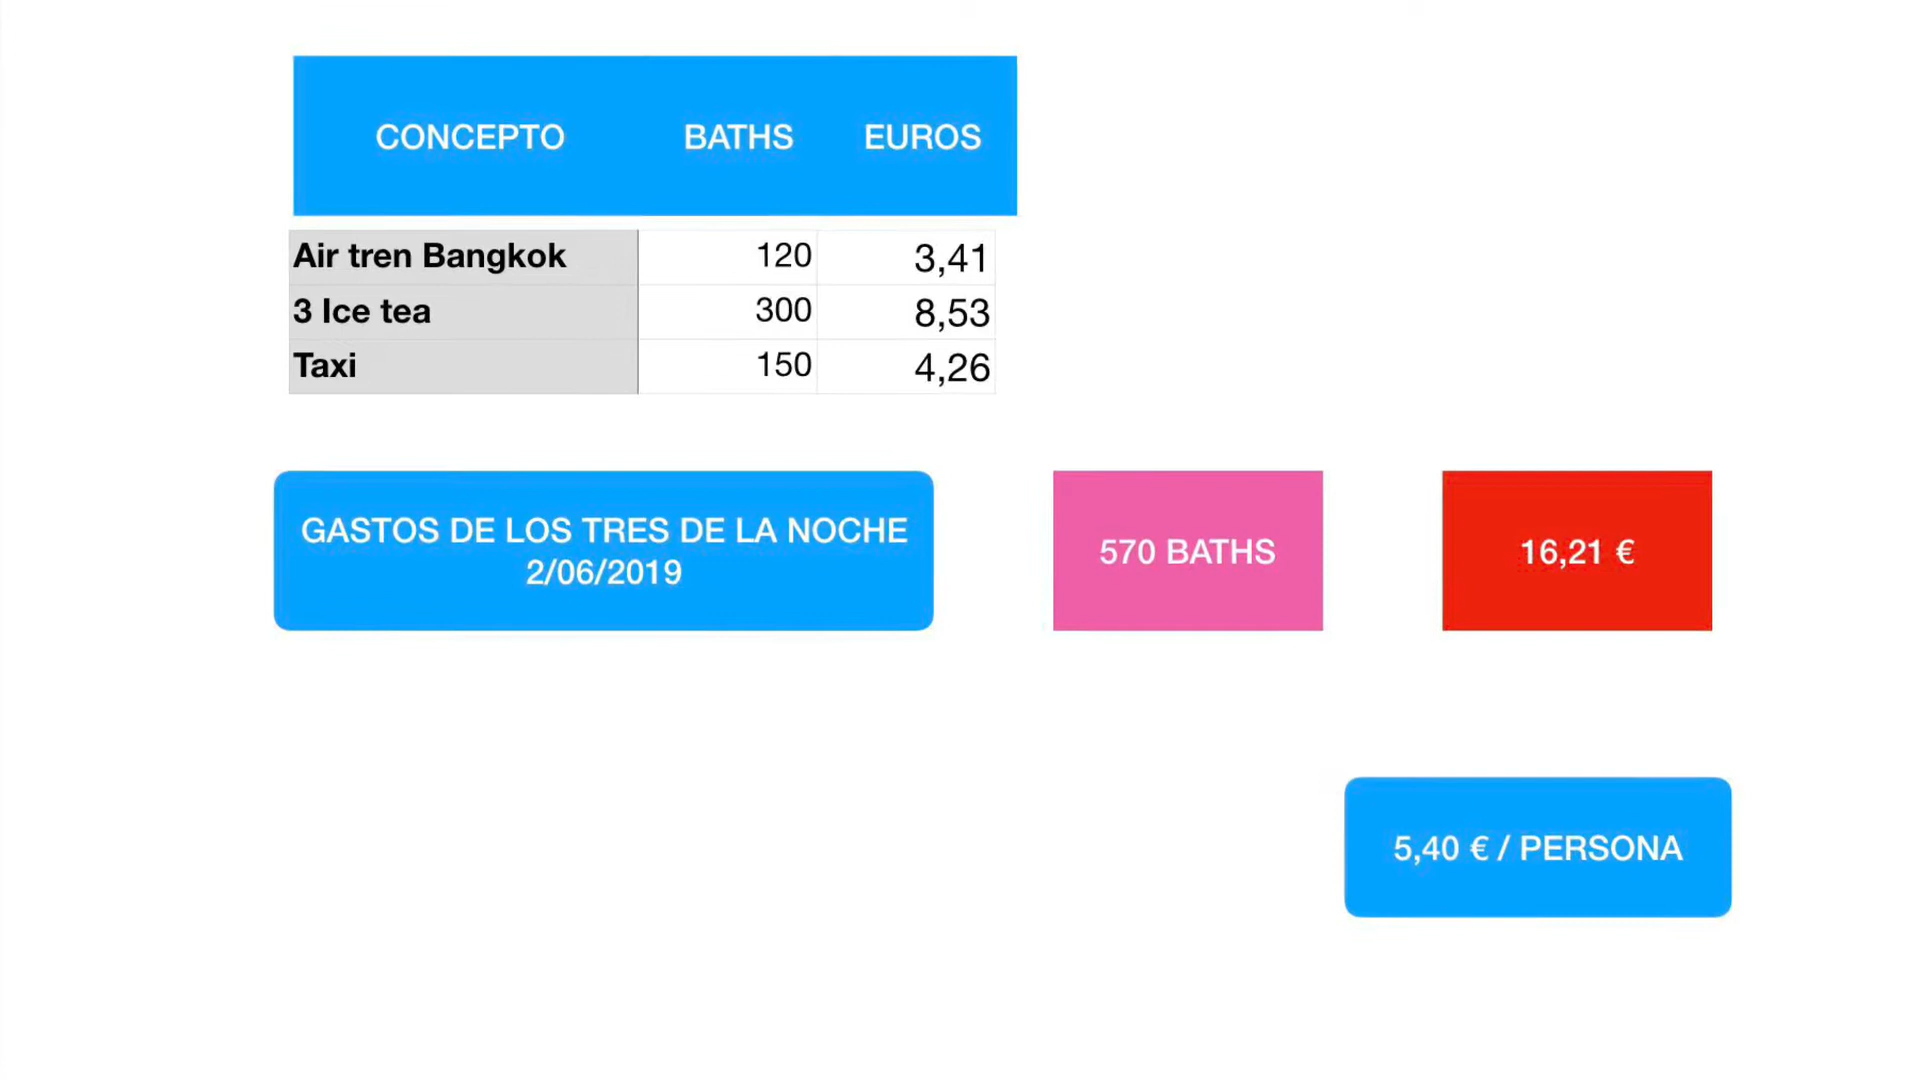 CONCEPTO BATHS EUROS
Air tren Bangkok 120 3,41
3 Ice tea 300 8,53
Taxi 150 4,26
GASTOS DE LOS TRES DE LA NOCHE
2/06/2019
570 BATHS
16,21 €
5,40 € / PERSONA